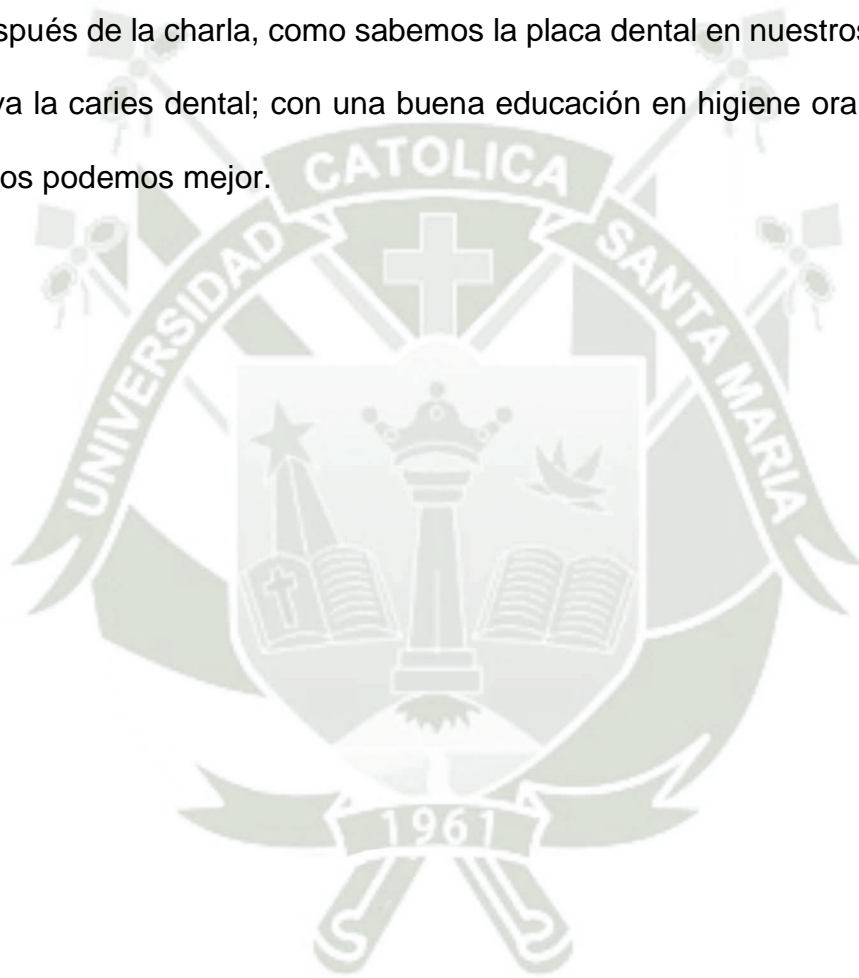 spués de la charla, como sabemos la placa dental en nuestros
va la caries dental; con una buena educación en higiene ora
os podemos mejor.
UNIVERSIDAD CATOLICA SANTA MARIA
1961